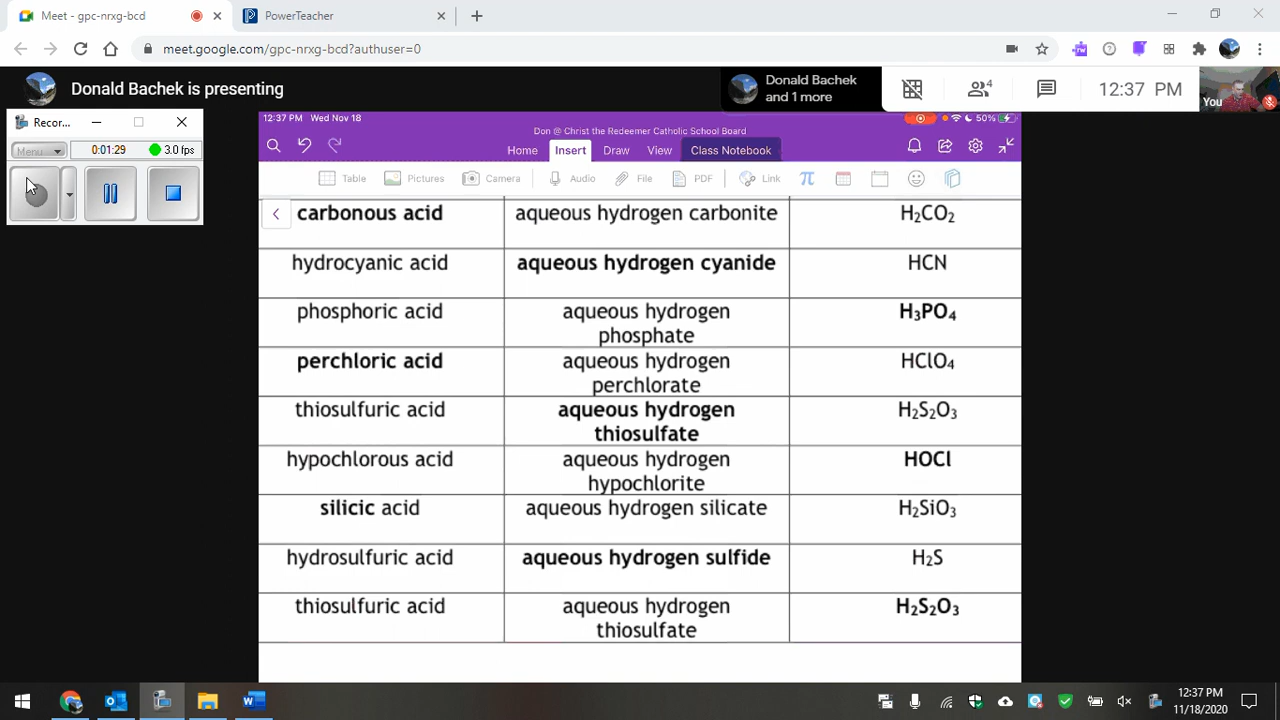 Meet - gpc-nrxg-bcd
PowerTeacher
meet.google.com/gpc-nrxg-bcd?authuser=0
Donald Bachek is presenting
Donald Bachek
and 1 more
4
12:37 PM
You
Recor...
Menu
0:01:29
3.0 fps
12:37 PM Wed Nov 18
50%
Don @ Christ the Redeemer Catholic School Board
Home Insert Draw View Class Notebook
Table Pictures Camera Audio File PDF Link
carbonous acid aqueous hydrogen carbonite H₂CO₂
hydrocyanic acid aqueous hydrogen cyanide HCN
phosphoric acid aqueous hydrogen H₃PO₄
phosphate
perchloric acid aqueous hydrogen HClO₄
perchlorate
thiosulfuric acid aqueous hydrogen H₂S₂O₃
thiosulfate
hypochlorous acid aqueous hydrogen HOCl
hypochlorite
silicic acid aqueous hydrogen silicate H₂SiO₃
hydrosulfuric acid aqueous hydrogen sulfide H₂S
thiosulfuric acid aqueous hydrogen H₂S₂O₃
thiosulfate
12:37 PM
11/18/2020